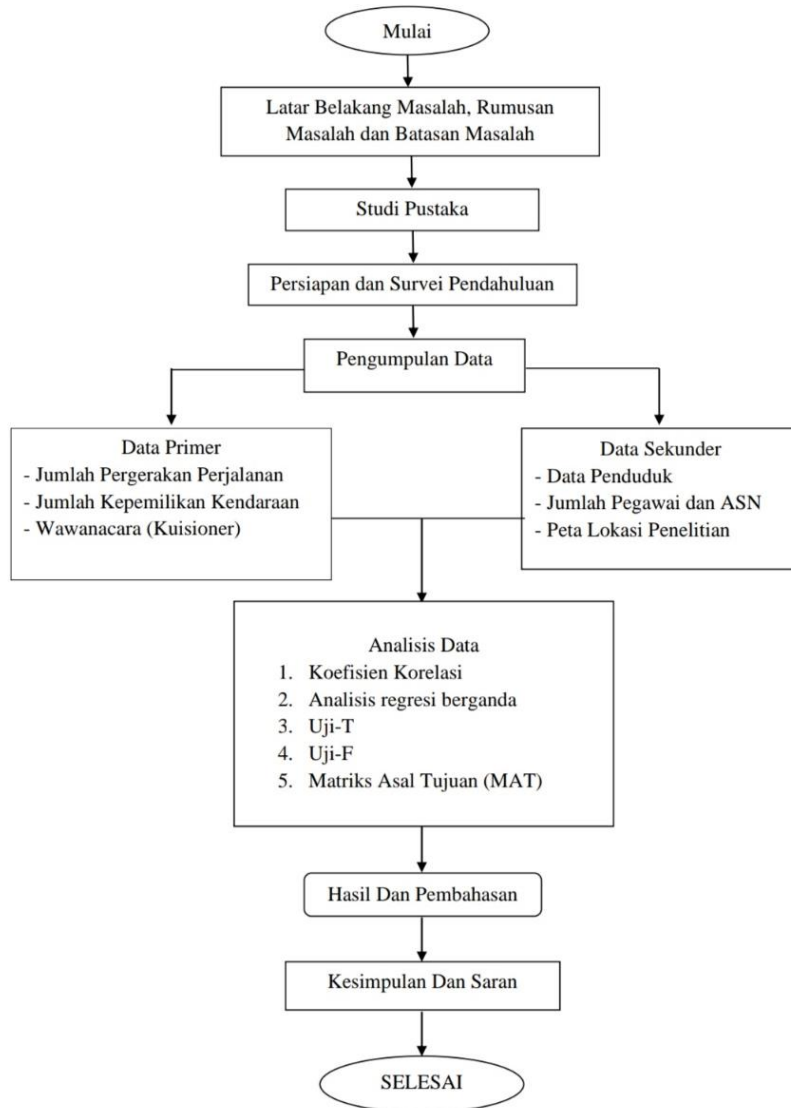 Mulai
Latar Belakang Masalah, Rumusan
Masalah dan Batasan Masalah
Studi Pustaka
Persiapan dan Survei Pendahuluan
Pengumpulan Data
Data Primer
- Jumlah Pergerakan Perjalanan
- Jumlah Kepemilikan Kendaraan
- Wawanacara (Kuisioner)
Data Sekunder
- Data Penduduk
- Jumlah Pegawai dan ASN
- Peta Lokasi Penelitian
Analisis Data
1. Koefisien Korelasi
2. Analisis regresi berganda
3. Uji-T
4. Uji-F
5. Matriks Asal Tujuan (MAT)
Hasil Dan Pembahasan
Kesimpulan Dan Saran
SELESAI